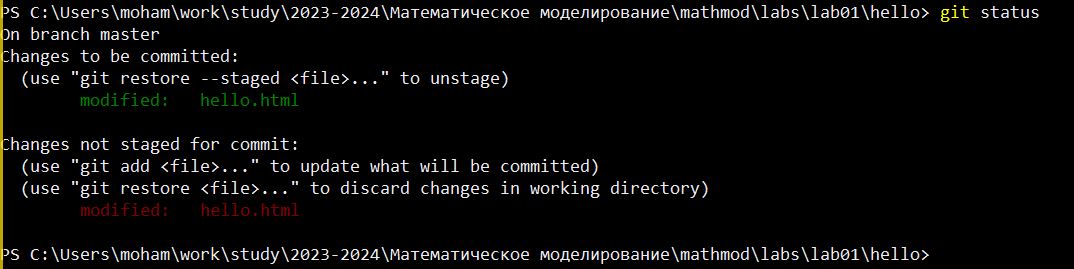 PS C:\Users\moham\work\study\2023-2024\Математическое моделирование\mathmod\labs\lab01\hello> git status
On branch master
Changes to be committed:
  (use "git restore --staged <file>..." to unstage)
        modified:   hello.html

Changes not staged for commit:
  (use "git add <file>..." to update what will be committed)
  (use "git restore <file>..." to discard changes in working directory)
        modified:   hello.html

PS C:\Users\moham\work\study\2023-2024\Математическое моделирование\mathmod\labs\lab01\hello>